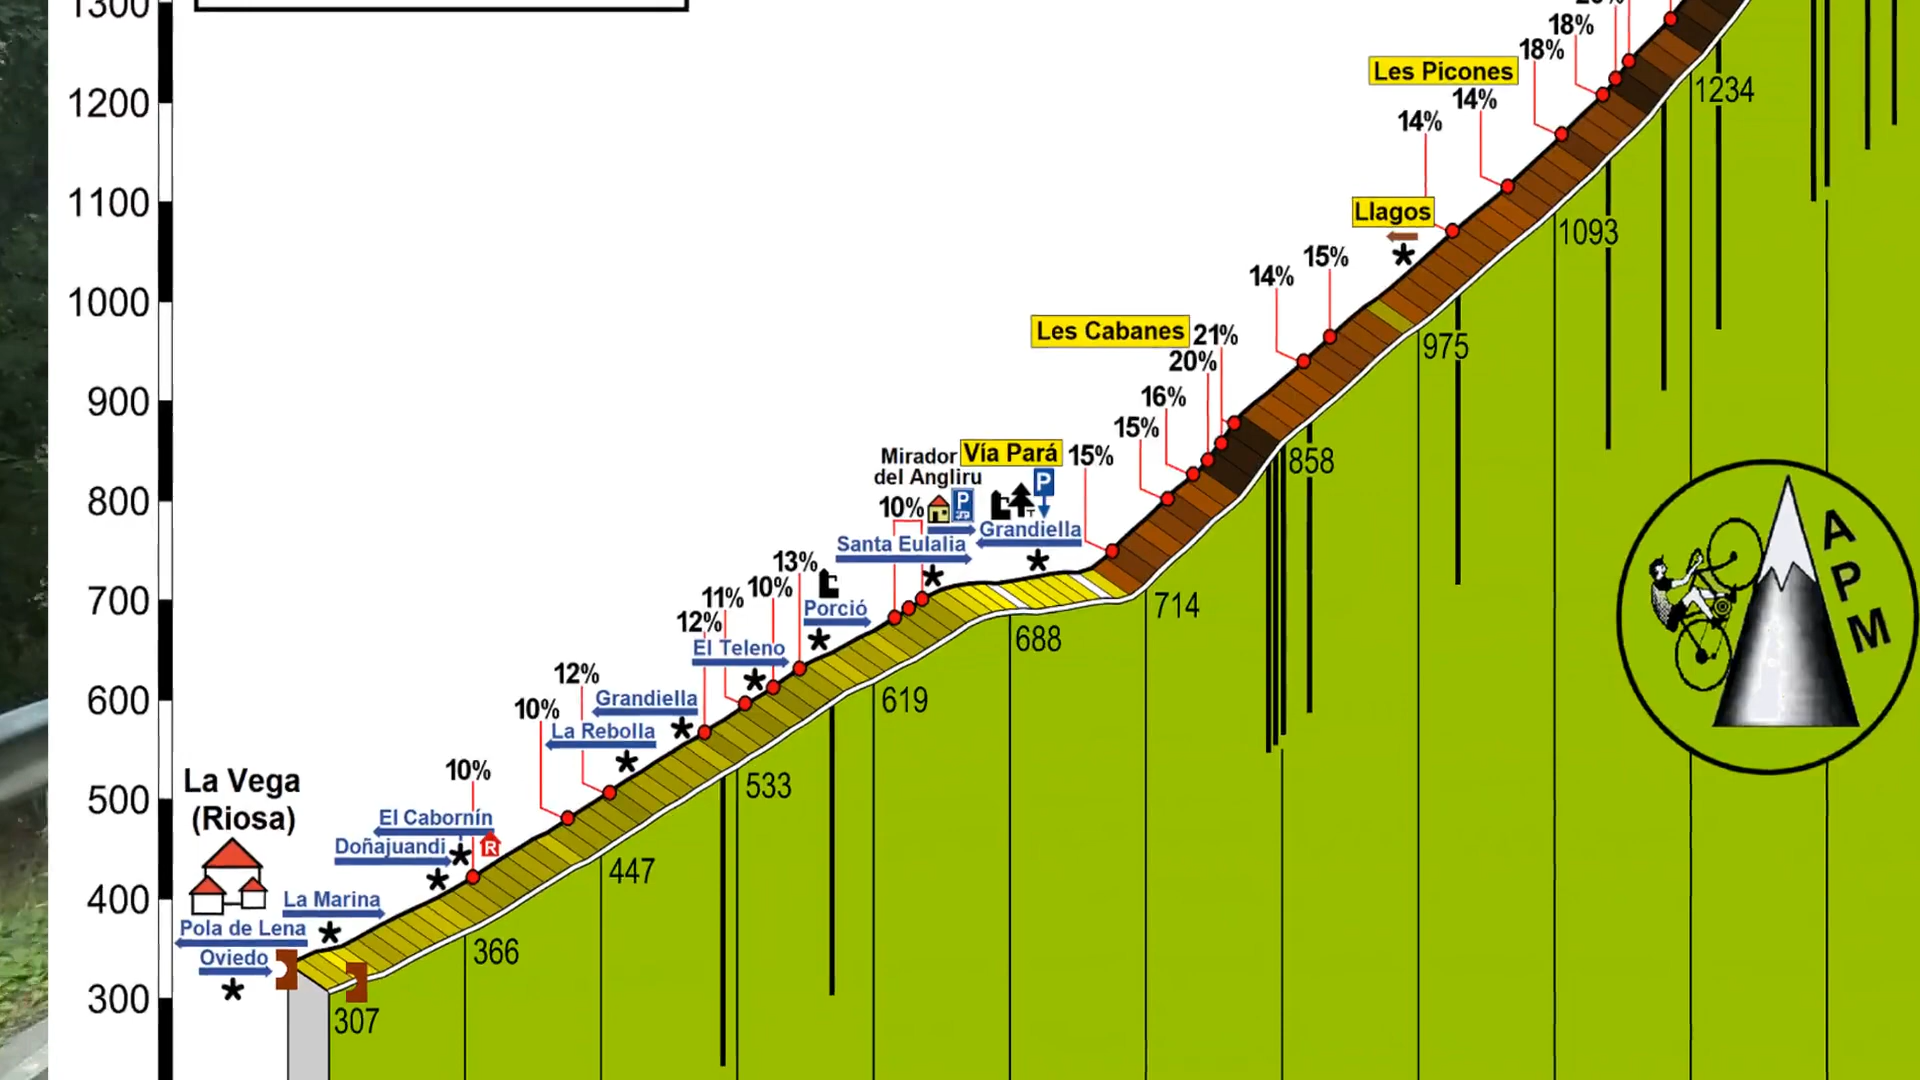 1300
1200
1100
1000
900
800
700
600
500
400
300
18%
18%
Les Picones
14%
14%
Llagos
15%
14%
Les Cabanes
21%
20%
16%
15%
15%
Vía Pará
Mirador
del Angliru
P
P
10%
Grandiella
Santa Eulalia
13%
10%
11%
12%
Porció
El Teleno
12%
10%
Grandiella
La Rebolla
10%
La Vega
(Riosa)
El Cabornín
R
Doñajuandi
La Marina
Pola de Lena
Oviedo
307
366
447
533
619
688
714
858
975
1093
1234
APM